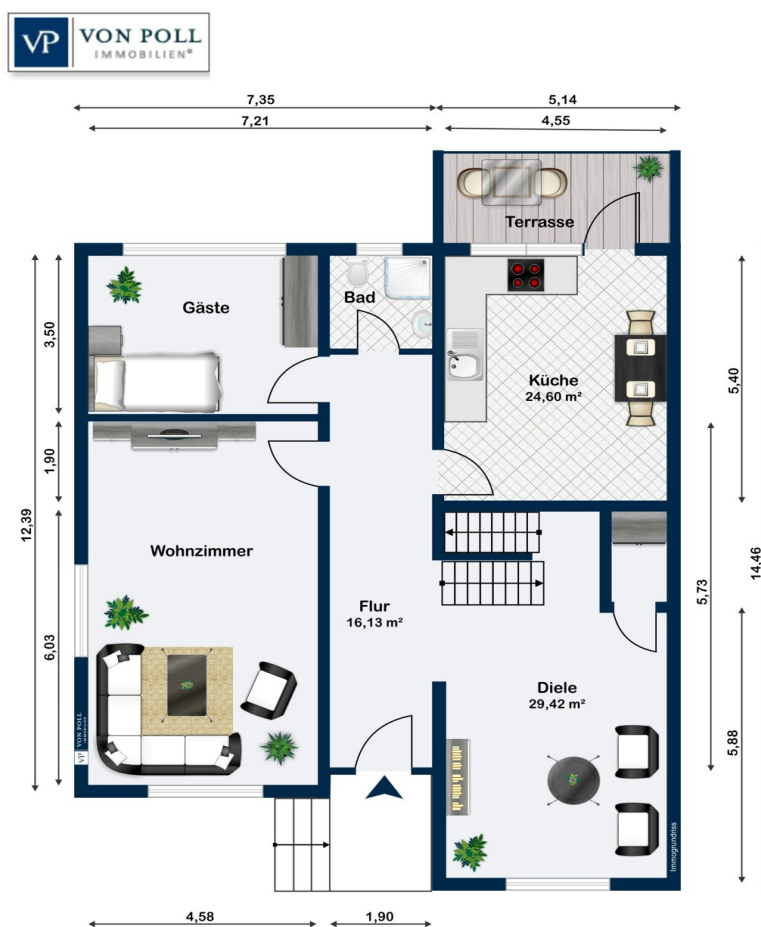 VP VON POLL
IMMOBILIEN®
7,35
5,14
7,21
4,55
Terrasse
Gäste
Bad
3,50
Küche
24,60 m²
5,40
1,90
12,39
Wohnzimmer
14.46
5,73
Flur
16,13 m²
6,03
Diele
29,42 m²
VP VON POLL
IMMOBILIEN
5,88
Immogrundriss
4,58
1,90